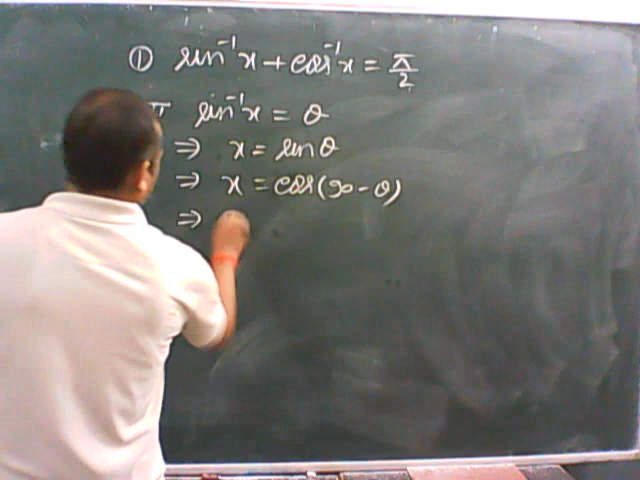 ① sin⁻¹x + cos⁻¹x = π/2
sin⁻¹x = θ
⇒ x = sinθ
⇒ x = cos(90 - θ)
⇒